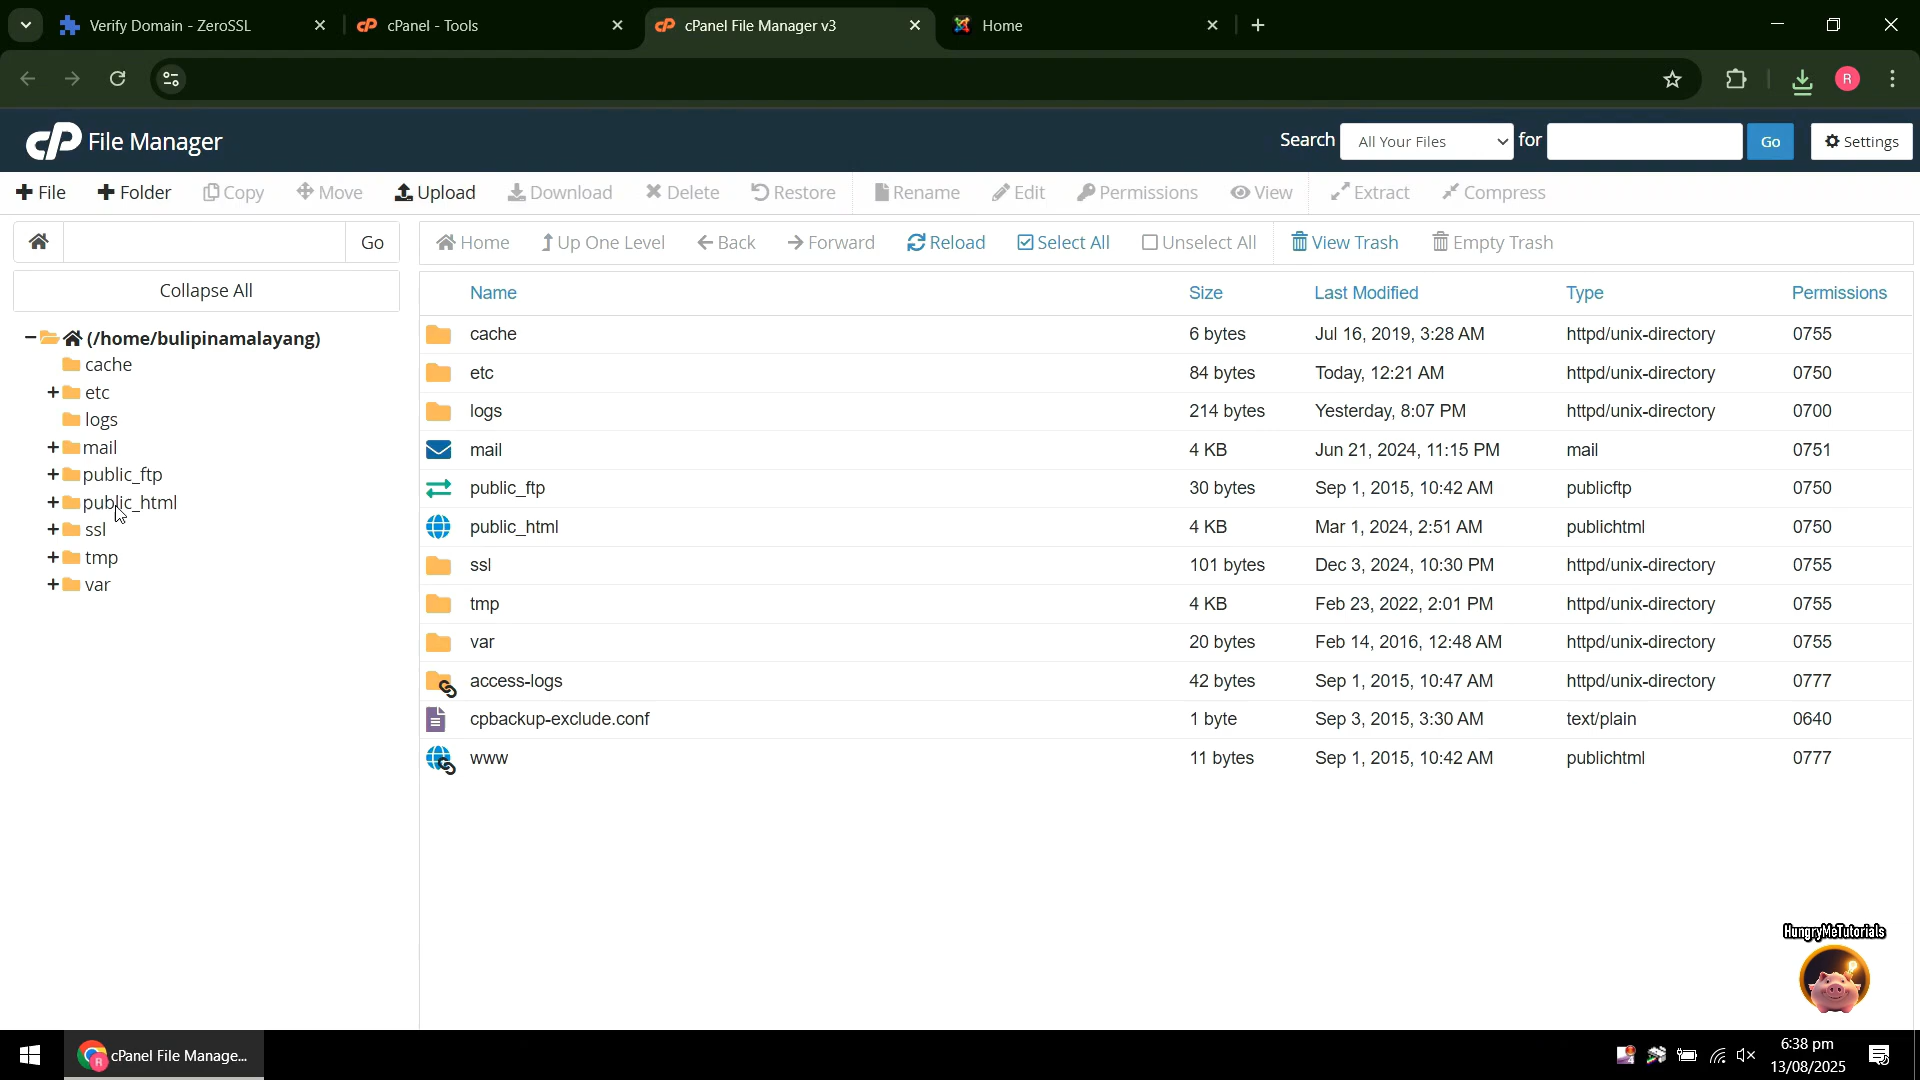 Verify Domain - ZeroSSL
cPanel - Tools
cPanel File Manager v3
Home
R
cP File Manager
Search All Your Files for Go Settings
File Folder Copy Move Upload Download Delete Restore Rename Edit Permissions View Extract Compress
Go Home Up One Level Back Forward Reload Select All Unselect All View Trash Empty Trash
Collapse All
(/home/bulipinamalayang)
cache
etc
logs
mail
public_ftp
public_html
ssl
tmp
var
Name Size Last Modified Type Permissions
cache 6 bytes Jul 16, 2019, 3:28 AM httpd/unix-directory 0755
etc 84 bytes Today, 12:21 AM httpd/unix-directory 0750
logs 214 bytes Yesterday, 8:07 PM httpd/unix-directory 0700
mail 4 KB Jun 21, 2024, 11:15 PM mail 0751
public_ftp 30 bytes Sep 1, 2015, 10:42 AM publicftp 0750
public_html 4 KB Mar 1, 2024, 2:51 AM publichtml 0750
ssl 101 bytes Dec 3, 2024, 10:30 PM httpd/unix-directory 0755
tmp 4 KB Feb 23, 2022, 2:01 PM httpd/unix-directory 0755
var 20 bytes Feb 14, 2016, 12:48 AM httpd/unix-directory 0755
access-logs 42 bytes Sep 1, 2015, 10:47 AM httpd/unix-directory 0777
cpbackup-exclude.conf 1 byte Sep 3, 2015, 3:30 AM text/plain 0640
www 11 bytes Sep 1, 2015, 10:42 AM publichtml 0777
HungryMeTutorials
cPanel File Manage...
6:38 pm
13/08/2025